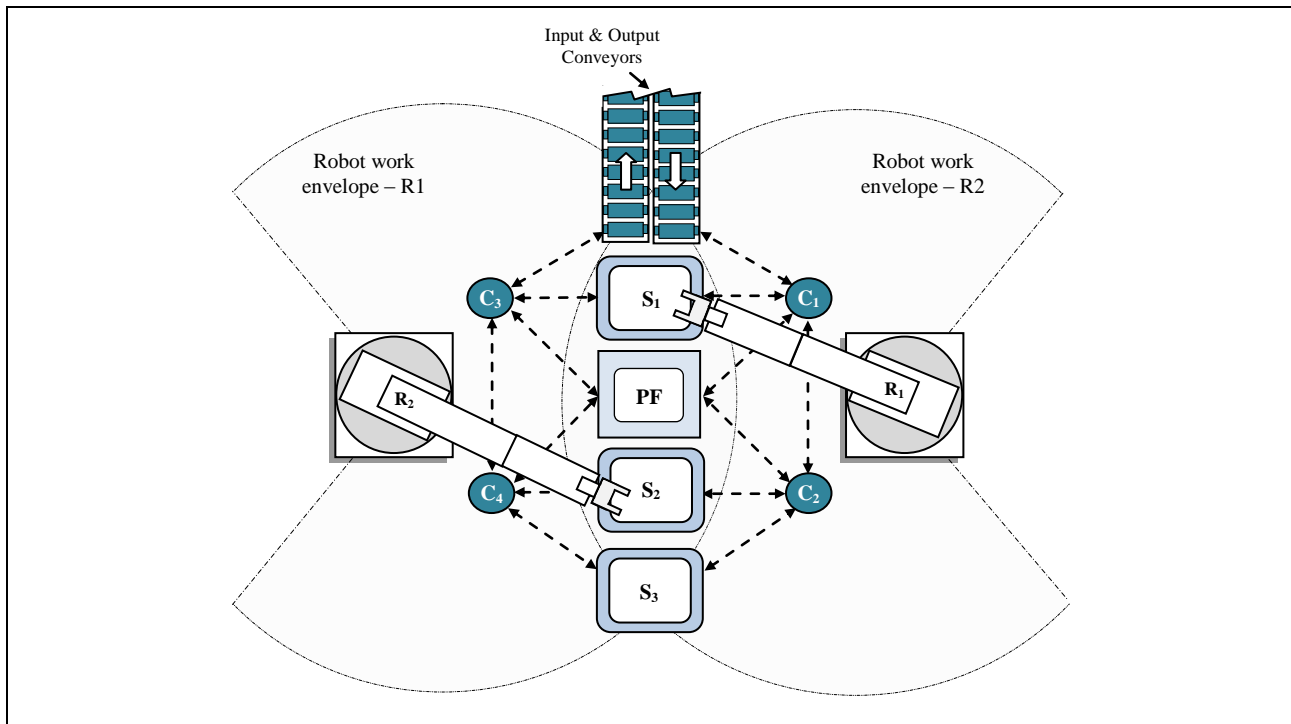 Input & Output
Conveyors
Robot work
envelope – R1
Robot work
envelope – R2
C₃
S₁
C₁
PF
R₂
R₁
C₄
S₂
C₂
S₃